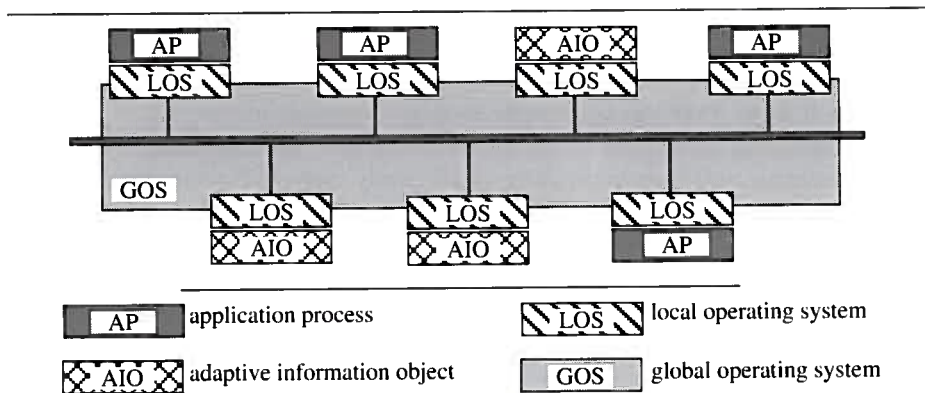 AP AP AIO AP
LOS LOS LOS LOS
GOS
LOS LOS LOS
AIO AIO AP
AP application process LOS local operating system
AIO adaptive information object GOS global operating system